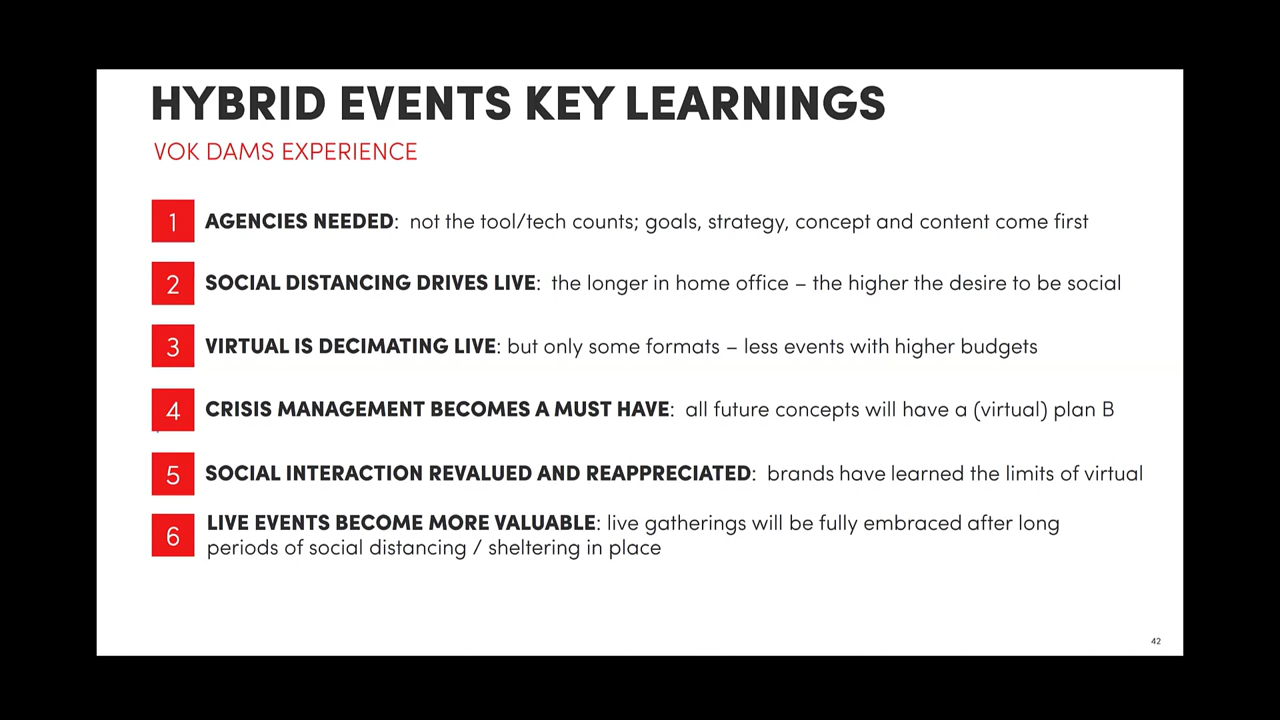 HYBRID EVENTS KEY LEARNINGS
VOK DAMS EXPERIENCE
1 AGENCIES NEEDED: not the tool/tech counts; goals, strategy, concept and content come first
2 SOCIAL DISTANCING DRIVES LIVE: the longer in home office – the higher the desire to be social
3 VIRTUAL IS DECIMATING LIVE: but only some formats – less events with higher budgets
4 CRISIS MANAGEMENT BECOMES A MUST HAVE: all future concepts will have a (virtual) plan B
5 SOCIAL INTERACTION REVALUED AND REAPPRECIATED: brands have learned the limits of virtual
6 LIVE EVENTS BECOME MORE VALUABLE: live gatherings will be fully embraced after long
periods of social distancing / sheltering in place
42